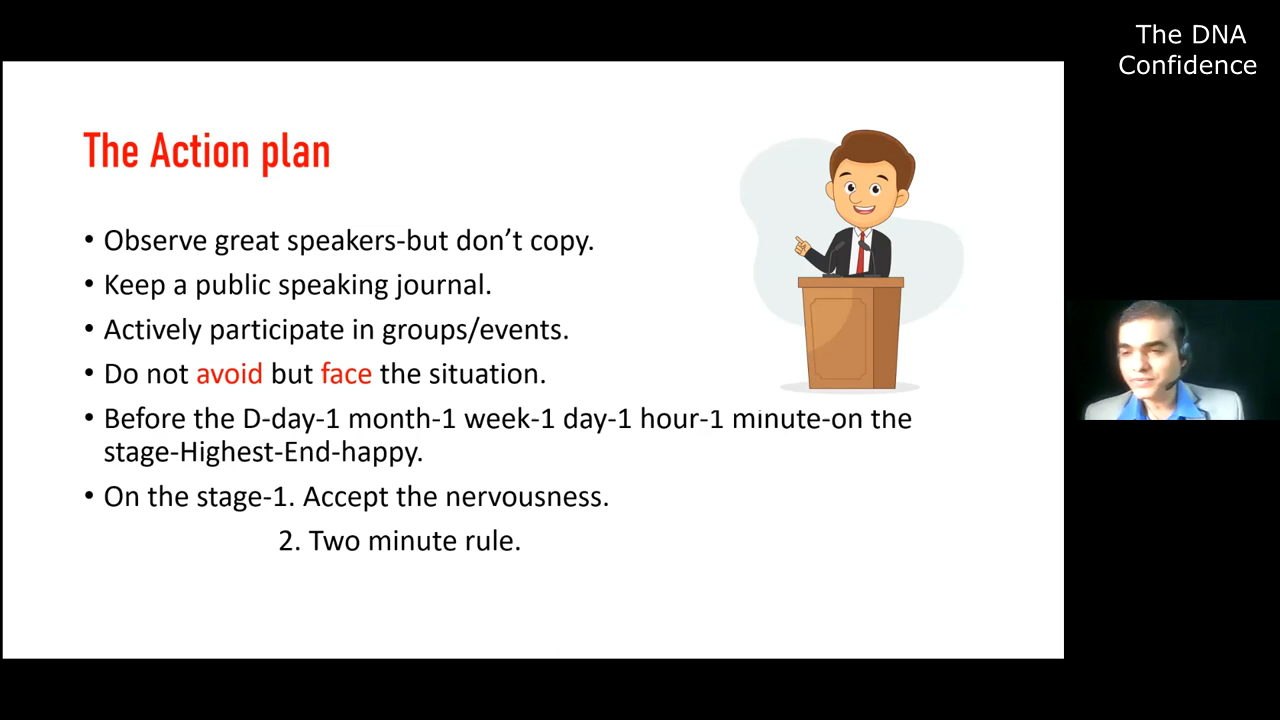 The DNA
Confidence
The Action plan
• Observe great speakers-but don’t copy.
• Keep a public speaking journal.
• Actively participate in groups/events.
• Do not avoid but face the situation.
• Before the D-day-1 month-1 week-1 day-1 hour-1 minute-on the
stage-Highest-End-happy.
• On the stage-1. Accept the nervousness.
2. Two minute rule.